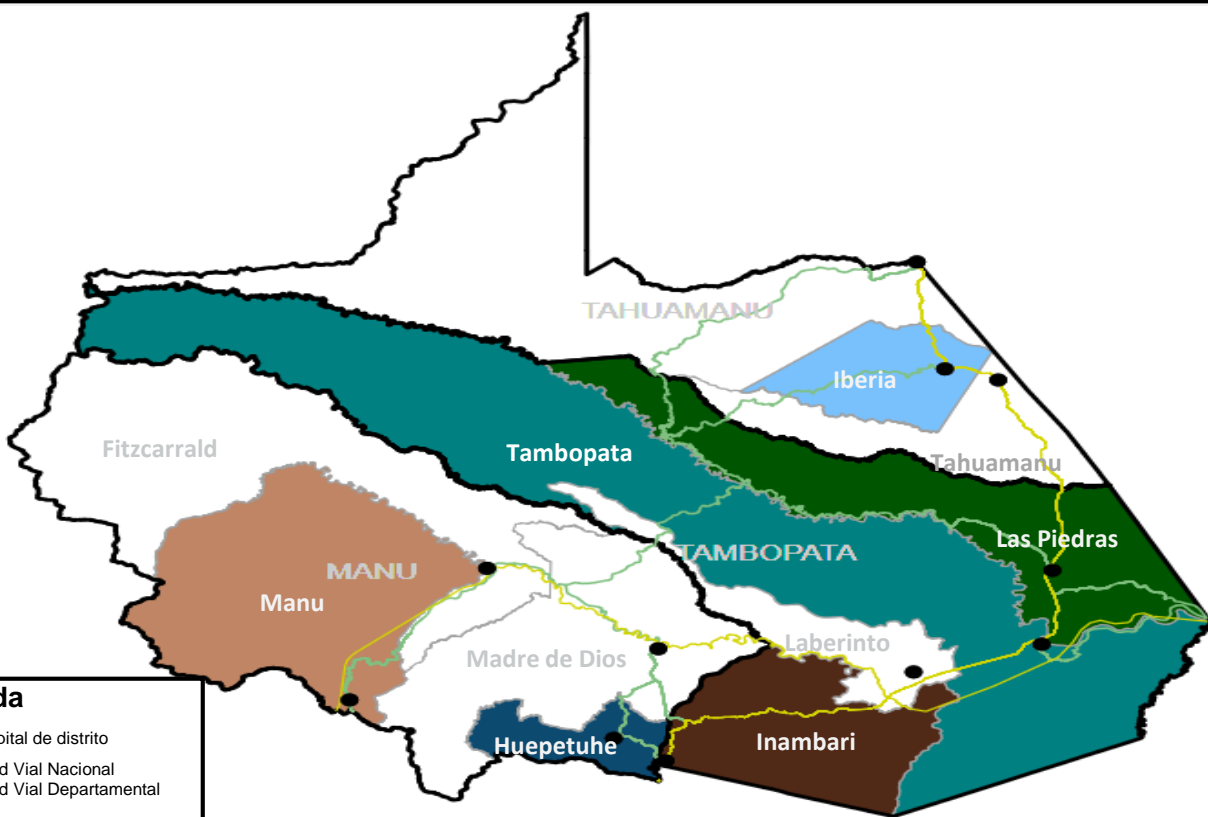 TAHUAMANU
Iberia
Fitzcarrald
Tambopata
Tahuamanu
Las Piedras
TAMBOPATA
MANU
Manu
Laberinto
Madre de Dios
Huepetuhe
Inambari
da
pital de distrito
d Vial Nacional
d Vial Departamental